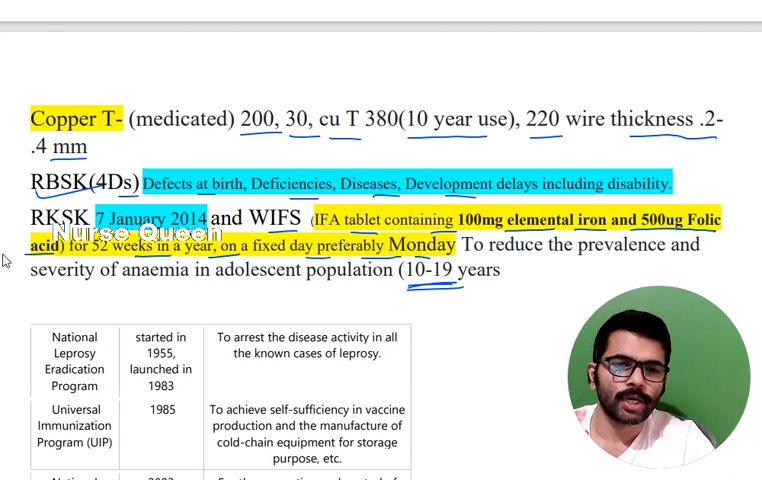 Copper T- (medicated) 200, 30, cu T 380(10 year use), 220 wire thickness .2-
.4 mm
RBSK(4Ds) Defects at birth, Deficiencies, Diseases, Development delays including disability.
RKSK 7 January 2014 and WIFS (IFA tablet containing 100mg elemental iron and 500ug Folic
Nurse Queen
acid) for 52 weeks in a year, on a fixed day preferably Monday To reduce the prevalence and
severity of anaemia in adolescent population (10-19 years
National
Leprosy
Eradication
Program
started in
1955,
launched in
1983
To arrest the disease activity in all
the known cases of leprosy.
Universal
Immunization
Program (UIP)
1985
To achieve self-sufficiency in vaccine
production and the manufacture of
cold-chain equipment for storage
purpose, etc.